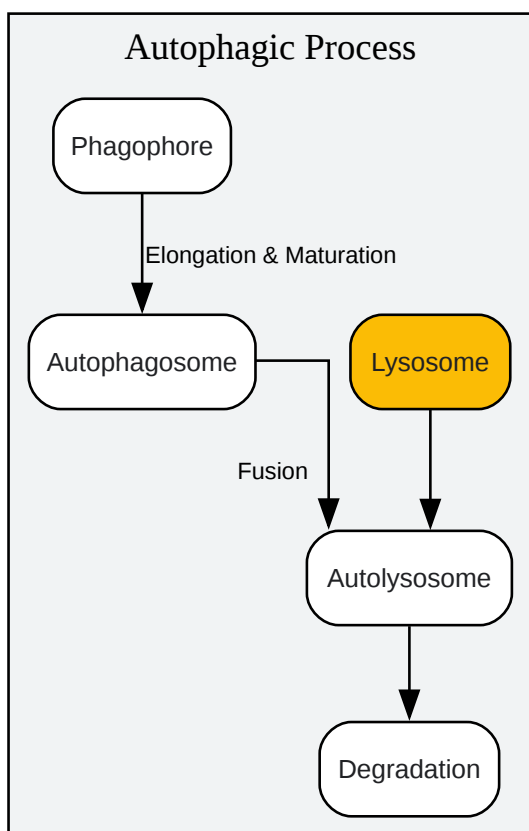 Autophagic Process
Phagophore
Elongation & Maturation
Autophagosome
Lysosome
Fusion
Autolysosome
Degradation